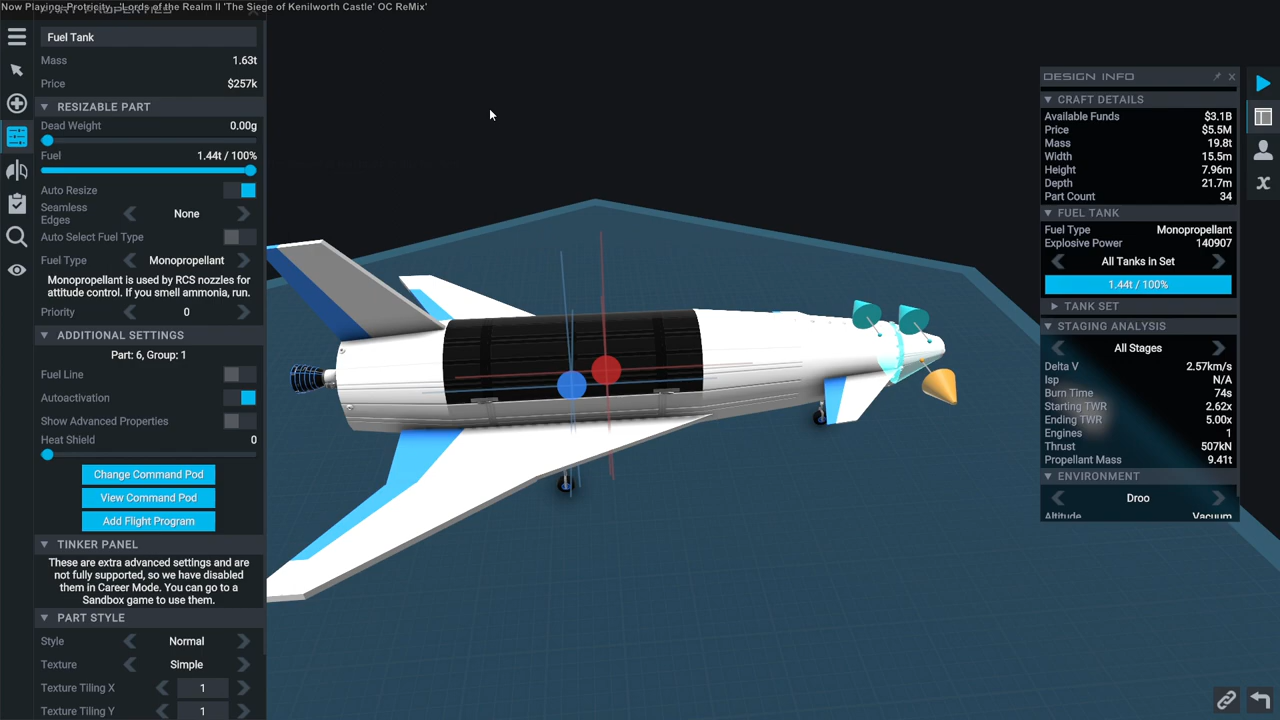 Now Playing: Protricity, 'Lords of the Realm II 'The Siege of Kenilworth Castle' OC ReMix'
PART PROPERTIES
Fuel Tank
Mass 1.63t
Price $257k
RESIZABLE PART
Dead Weight 0.00g
Fuel 1.44t / 100%
Auto Resize
Seamless Edges None
Auto Select Fuel Type
Fuel Type Monopropellant
Monopropellant is used by RCS nozzles for
attitude control. If you smell ammonia, run.
Priority 0
ADDITIONAL SETTINGS
Part: 6, Group: 1
Fuel Line
Autoactivation
Show Advanced Properties
Heat Shield 0
Change Command Pod
View Command Pod
Add Flight Program
TINKER PANEL
These are extra advanced settings and are
not fully supported, so we have disabled
them in Career Mode. You can go to a
Sandbox game to use them.
PART STYLE
Style Normal
Texture Simple
Texture Tiling X 1
Texture Tiling Y 1
DESIGN INFO
CRAFT DETAILS
Available Funds $3.1B
Price $5.5M
Mass 19.8t
Width 15.5m
Height 7.96m
Depth 21.7m
Part Count 34
FUEL TANK
Fuel Type Monopropellant
Explosive Power 140907
All Tanks in Set
1.44t / 100%
TANK SET
STAGING ANALYSIS
All Stages
Delta V 2.57km/s
Isp N/A
Burn Time 74s
Starting TWR 2.62x
Ending TWR 5.00x
Engines 1
Thrust 507kN
Propellant Mass 9.41t
ENVIRONMENT
Droo
Altitude Vacuum